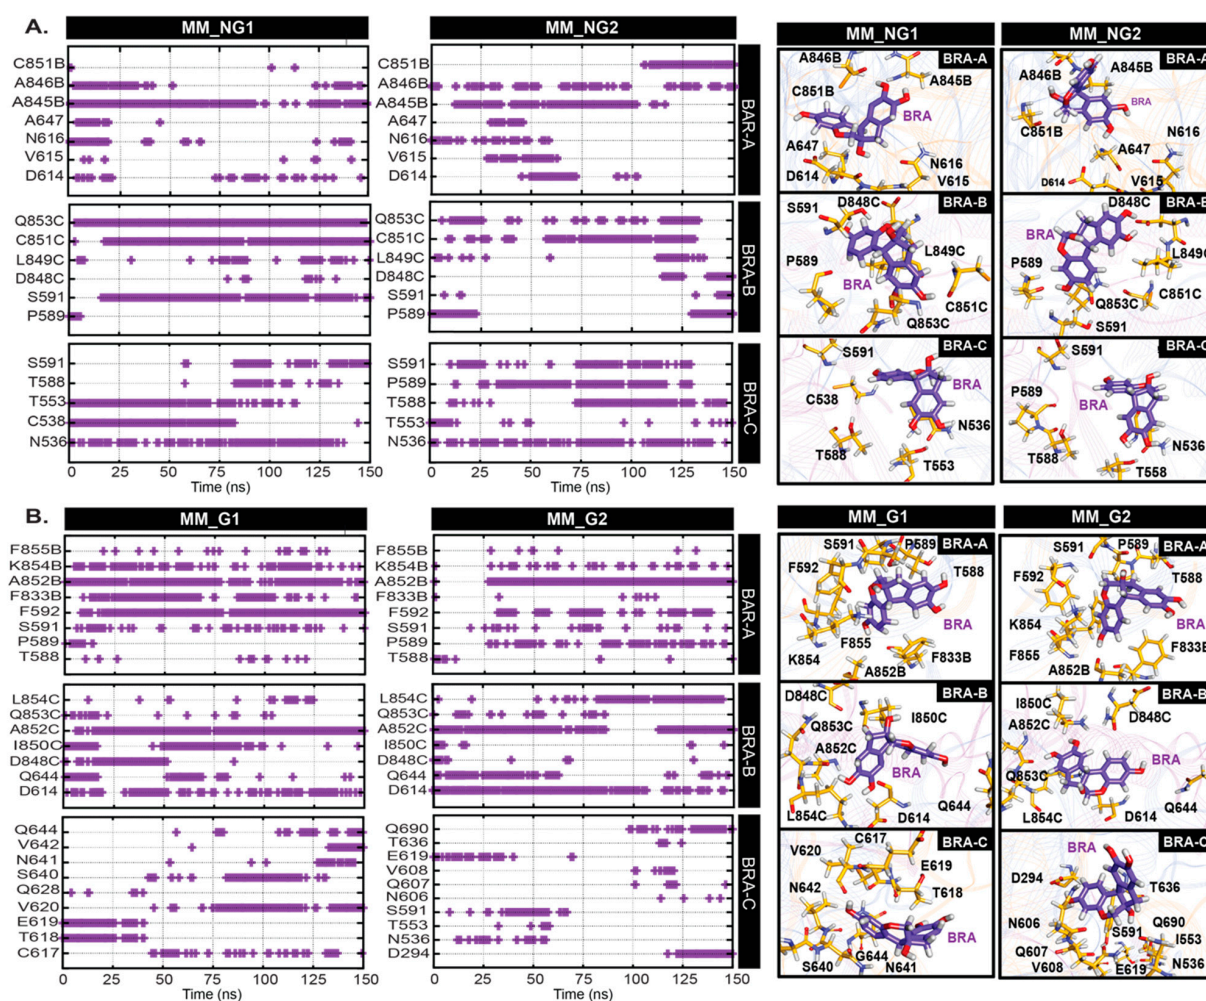 A.
MM_NG1
C851B
A846B
A845B
A647
N616
V615
D614
Q853C
C851C
L849C
D848C
S591
P589
S591
T588
T553
C538
N536
0 25 50 75 100 125 150
Time (ns)
MM_NG2
C851B
A846B
A845B
A647
N616
V615
D614
Q853C
C851C
L849C
D848C
S591
P589
S591
P589
T588
T553
N536
0 25 50 75 100 125 150
Time (ns)
BAR-A
BRA-B
BRA-C
MM_NG1
BRA-A
A846B
A845B
C851B
BRA
A647
D614
N616
V615
BRA-B
S591
D848C
P589
L849C
BRA
C851C
Q853C
BRA-C
S591
BRA
C538
N536
T588
T553
MM_NG2
BRA-A
A846B
A845B
BRA
C851B
N616
A647
D614
V615
BRA-B
D848C
BRA
P589
L849C
Q853C
C851C
S591
BRA-C
S591
P589
BRA
N536
T588
T558
B.
MM_G1
F855B
K854B
A852B
F833B
F592
S591
P589
T588
L854C
Q853C
A852C
I850C
D848C
Q644
D614
Q644
V642
N641
S640
Q628
V620
E619
T618
C617
0 25 50 75 100 125 150
Time (ns)
MM_G2
F855B
K854B
A852B
F833B
F592
S591
P589
T588
L854C
Q853C
A852C
I850C
D848C
Q644
D614
Q690
T636
E619
V608
Q607
N606
S591
T553
N536
D294
0 25 50 75 100 125 150
Time (ns)
BAR-A
BRA-B
BRA-C
MM_G1
BRA-A
S591
P589
F592
T588
BRA
F855
K854
F833B
A852B
BRA-B
D848C
I850C
Q853C
A852C
BRA
Q644
L854C
D614
BRA-C
C617
V620
E619
N642
T618
BRA
G644
S640
N641
MM_G2
BRA-A
S591
P589
F592
T588
K854
BRA
F855
F833B
A852B
BRA-B
I850C
A852C
D848C
BRA
Q853C
Q644
L854C
D614
BRA-C
BRA
D294
T636
N606
Q690
S591
Q607
I553
V608
E619
N536